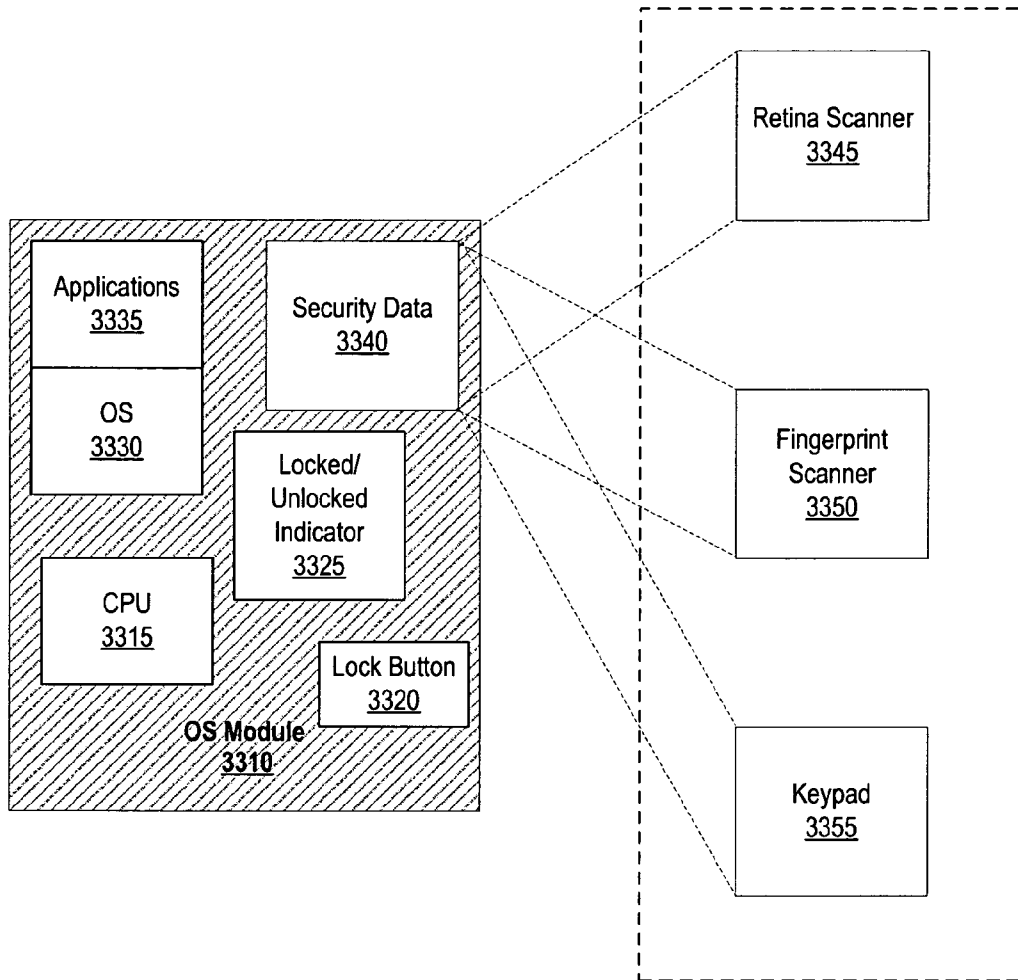 Retina Scanner
3345
Applications
3335
Security Data
3340
OS
3330
Locked/
Unlocked
Indicator
3325
Fingerprint
Scanner
3350
CPU
3315
Lock Button
3320
OS Module
3310
Keypad
3355